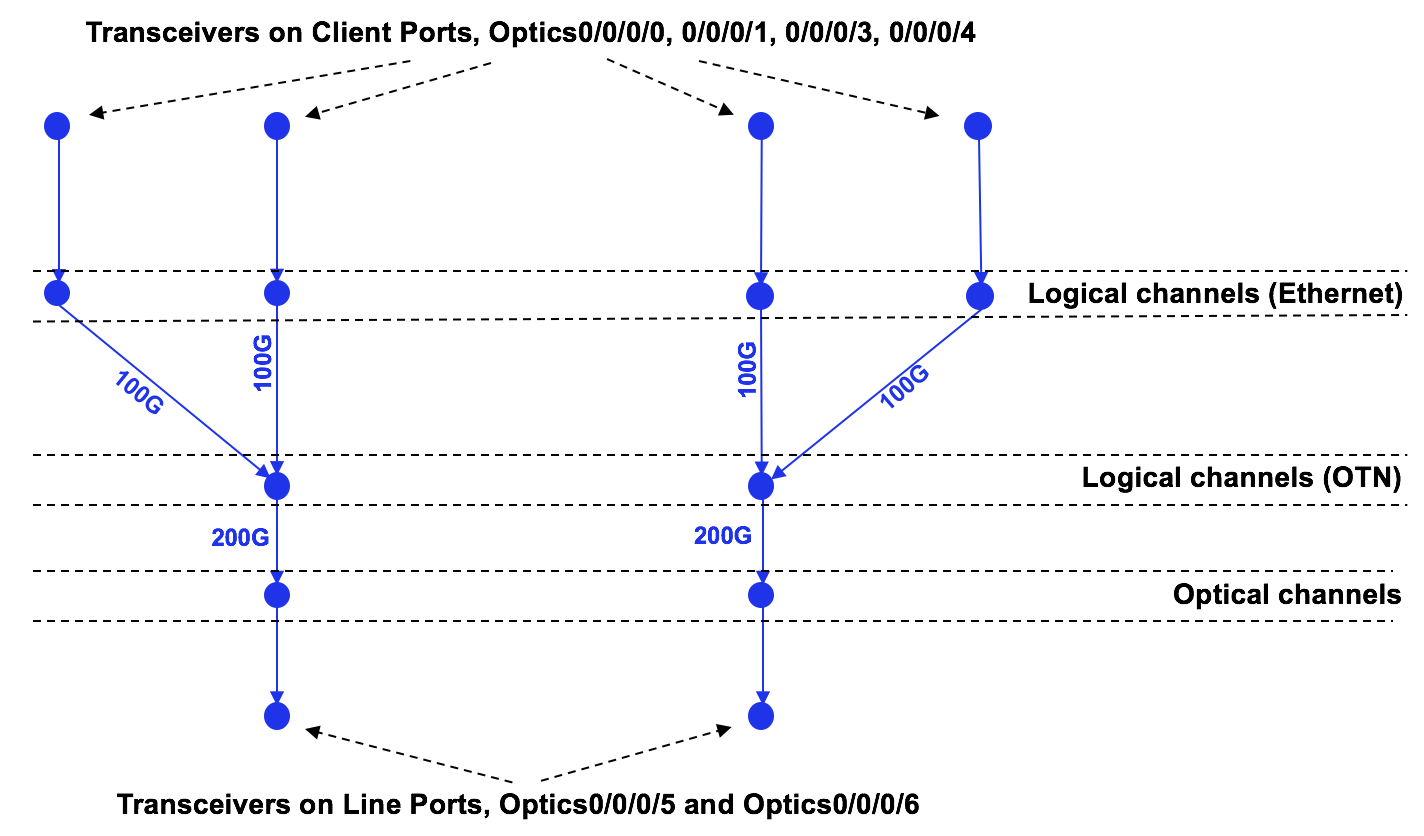 Transceivers on Client Ports, Optics0/0/0/0, 0/0/0/1, 0/0/0/3, 0/0/0/4
Logical channels (Ethernet)
100G
100G
100G
100G
Logical channels (OTN)
200G
200G
Optical channels
Transceivers on Line Ports, Optics0/0/0/5 and Optics0/0/0/6